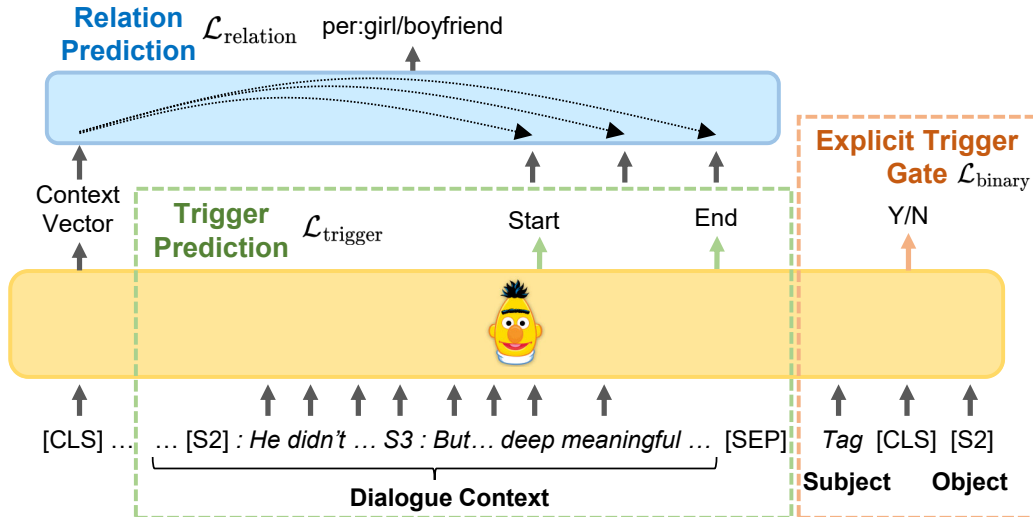 Relation
Prediction
ℒrelation
per:girl/boyfriend
Context
Vector
Trigger
Prediction
ℒtrigger
Start
End
Explicit Trigger
Gate ℒbinary
Y/N
[CLS] … … [S2] : He didn't … S3 : But… deep meaningful … [SEP] Tag [CLS] [S2]
Dialogue Context
Subject Object